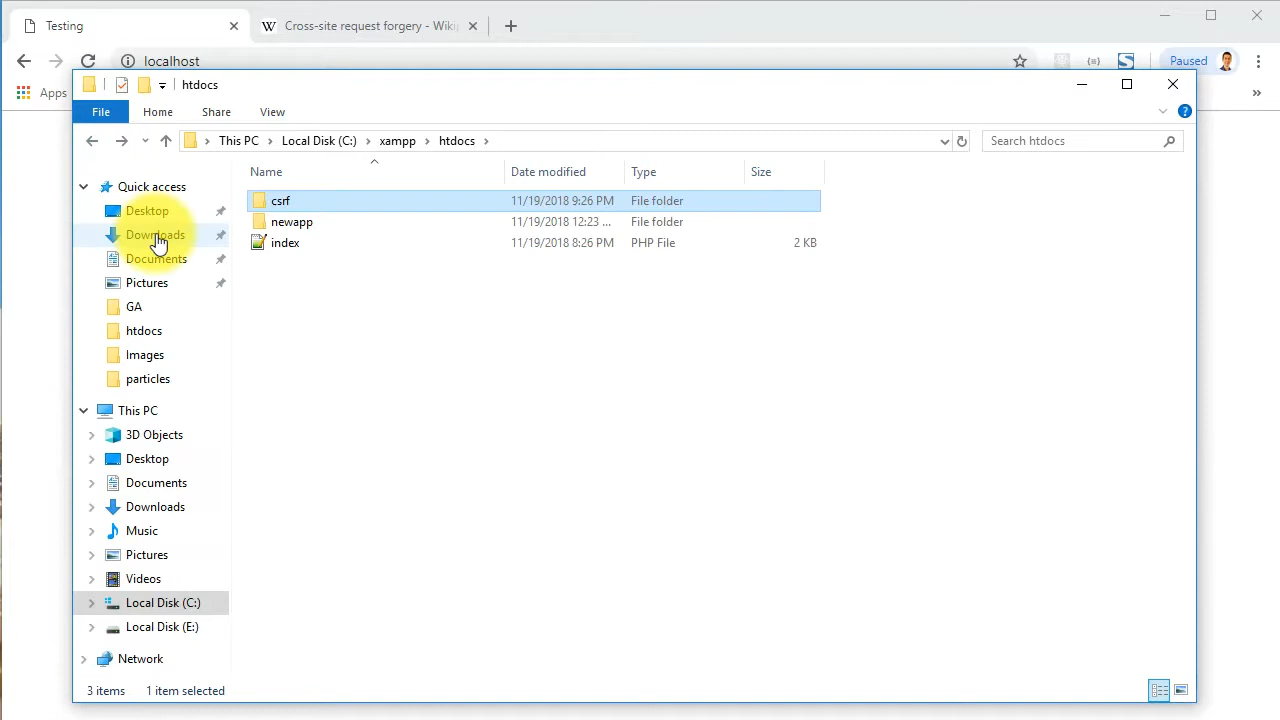 Testing
W Cross-site request forgery - Wiki
localhost
Paused
Apps
»
htdocs
File Home Share View
This PC Local Disk (C:) xampp htdocs
Search htdocs
Name Date modified Type Size
Quick access
Desktop
Downloads
Documents
Pictures
GA
htdocs
Images
particles
This PC
3D Objects
Desktop
Documents
Downloads
Music
Pictures
Videos
Local Disk (C:)
Local Disk (E:)
Network
csrf 11/19/2018 9:26 PM File folder
newapp 11/19/2018 12:23 ... File folder
index 11/19/2018 8:26 PM PHP File 2 KB
3 items 1 item selected